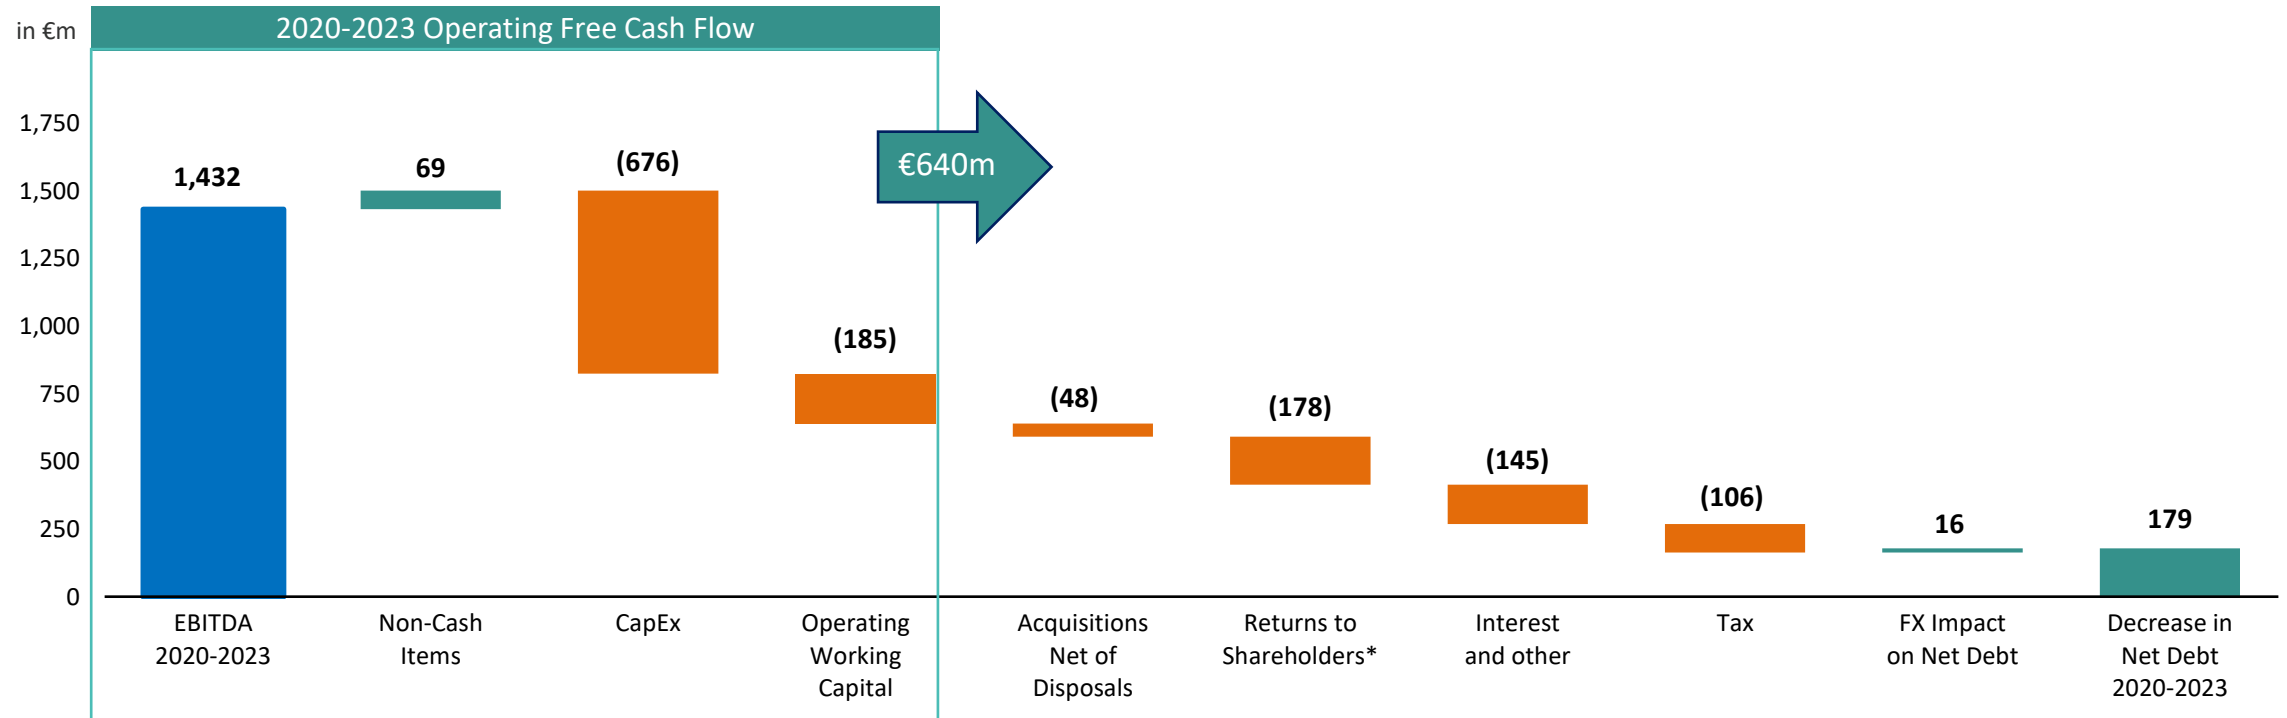 in €m
2020-2023 Operating Free Cash Flow
€640m
1,750
1,500
1,250
1,000
750
500
250
0
1,432
69
(676)
(185)
(48)
(178)
(145)
(106)
16
179
EBITDA
2020-2023
Non-Cash
Items
CapEx
Operating
Working
Capital
Acquisitions
Net of
Disposals
Returns to
Shareholders*
Interest
and other
Tax
FX Impact
on Net Debt
Decrease in
Net Debt
2020-2023